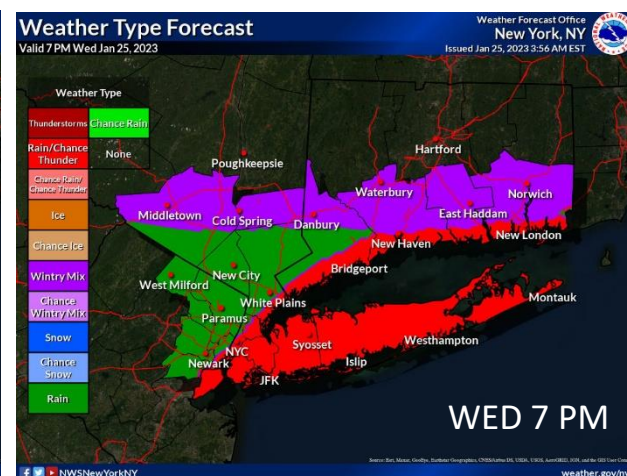 Weather Type Forecast
Valid 7 PM Wed Jan 25, 2023
Weather Forecast Office
New York, NY
Issued Jan 25, 2023 3:56 AM EST
Weather Type
Thunderstorms
Chance Rain
Rain/Chance
Thunder
None
Chance Rain/
Chance Thunder
Ice
Chance Ice
Wintry Mix
Chance
Wintry Mix
Snow
Chance
Snow
Rain
Poughkeepsie
Hartford
Waterbury
Norwich
Middletown
Cold Spring
Danbury
East Haddam
New Haven
New London
Bridgeport
New City
West Milford
White Plains
Montauk
Paramus
Syosset
Westhampton
NYC
Newark
Islip
JFK
WED 7 PM
NWSNewYorkNY
weather.gov/n